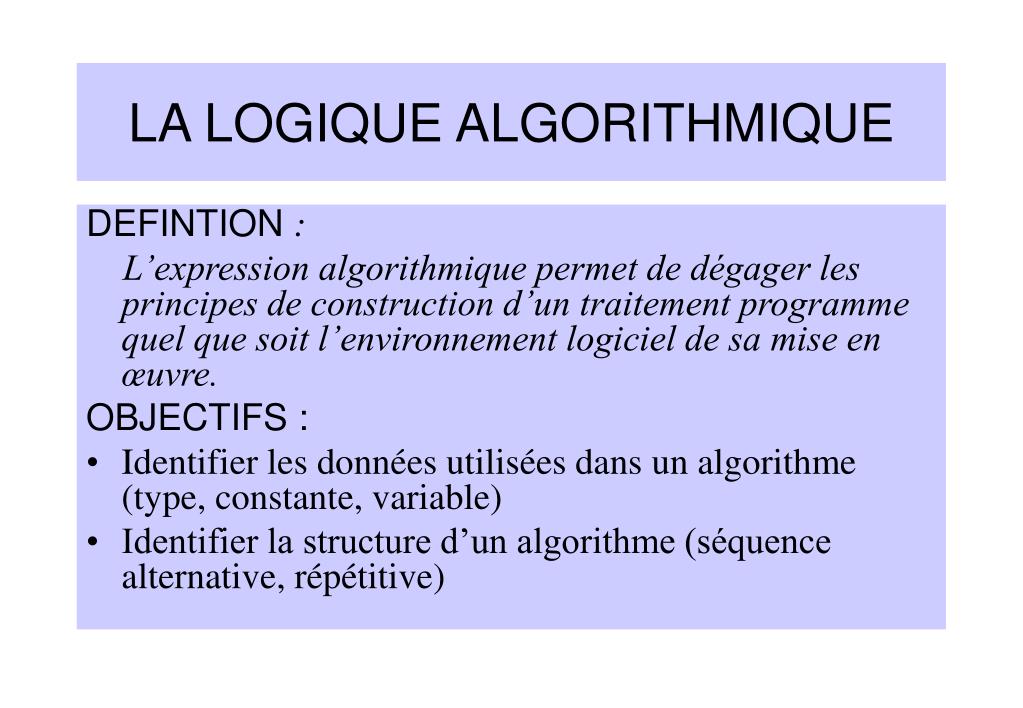 LA LOGIQUE ALGORITHMIQUE
DEFINTION :
L’expression algorithmique permet de dégager les
principes de construction d’un traitement programme
quel que soit l’environnement logiciel de sa mise en
œuvre.
OBJECTIFS :
• Identifier les données utilisées dans un algorithme
(type, constante, variable)
• Identifier la structure d’un algorithme (séquence
alternative, répétitive)